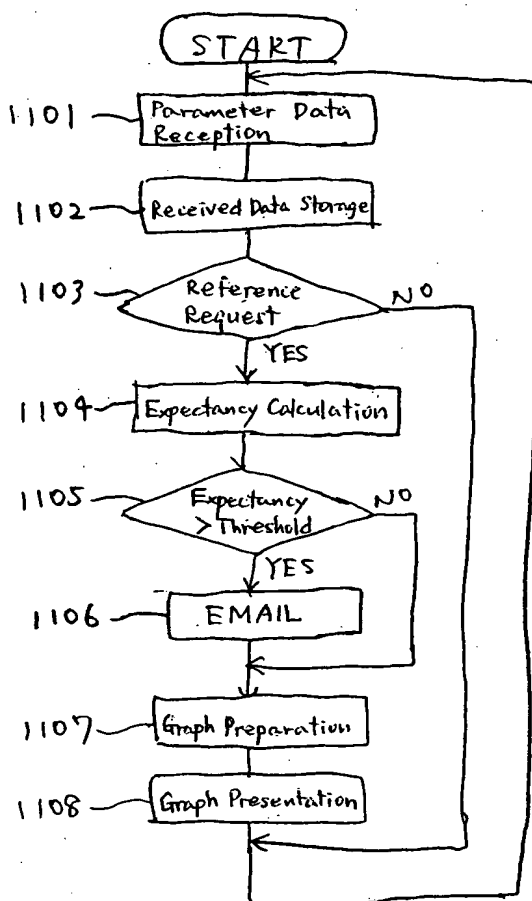 START
1101
Parameter Data
Reception
1102
Received Data Storage
1103
Reference
Request
NO
YES
1104
Expectancy Calculation
1105
Expectancy
> Threshold
NO
YES
1106
EMAIL
1107
Graph Preparation
1108
Graph Presentation